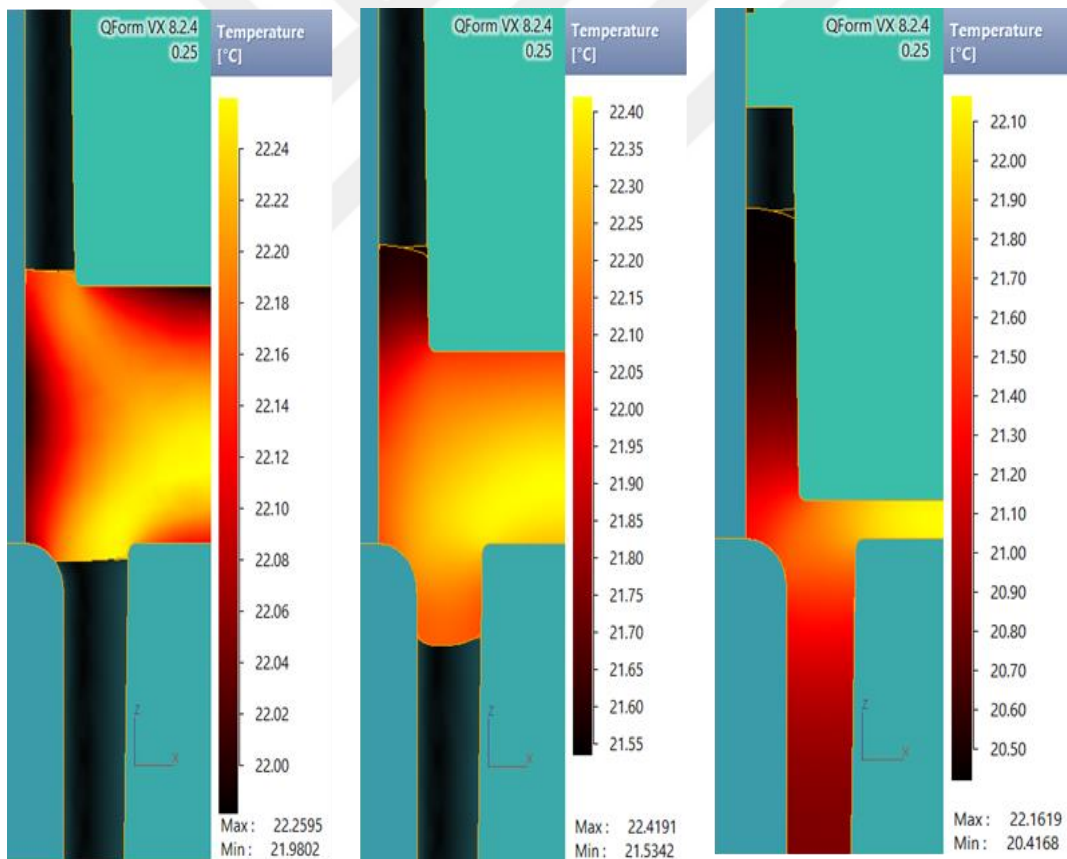 QForm VX 8.2.4
0.25
Temperature
[°C]
22.24
22.20
22.18
22.16
22.12
22.10
22.08
22.06
22.04
22.02
22.00
Max : 22.2595
Min : 21.9802
z
x
QForm VX 8.2.4
0.25
Temperature
[°C]
22.40
22.35
22.30
22.25
22.20
22.15
22.10
22.05
22.00
21.95
21.90
21.85
21.80
21.75
21.70
21.65
21.60
21.55
Max : 22.4191
Min : 21.5342
z
x
QForm VX 8.2.4
0.25
Temperature
[°C]
22.10
22.00
21.90
21.80
21.70
21.60
21.50
21.40
21.30
21.20
21.10
21.00
20.90
20.80
20.70
20.60
20.50
Max : 22.1619
Min : 20.4168
z
x